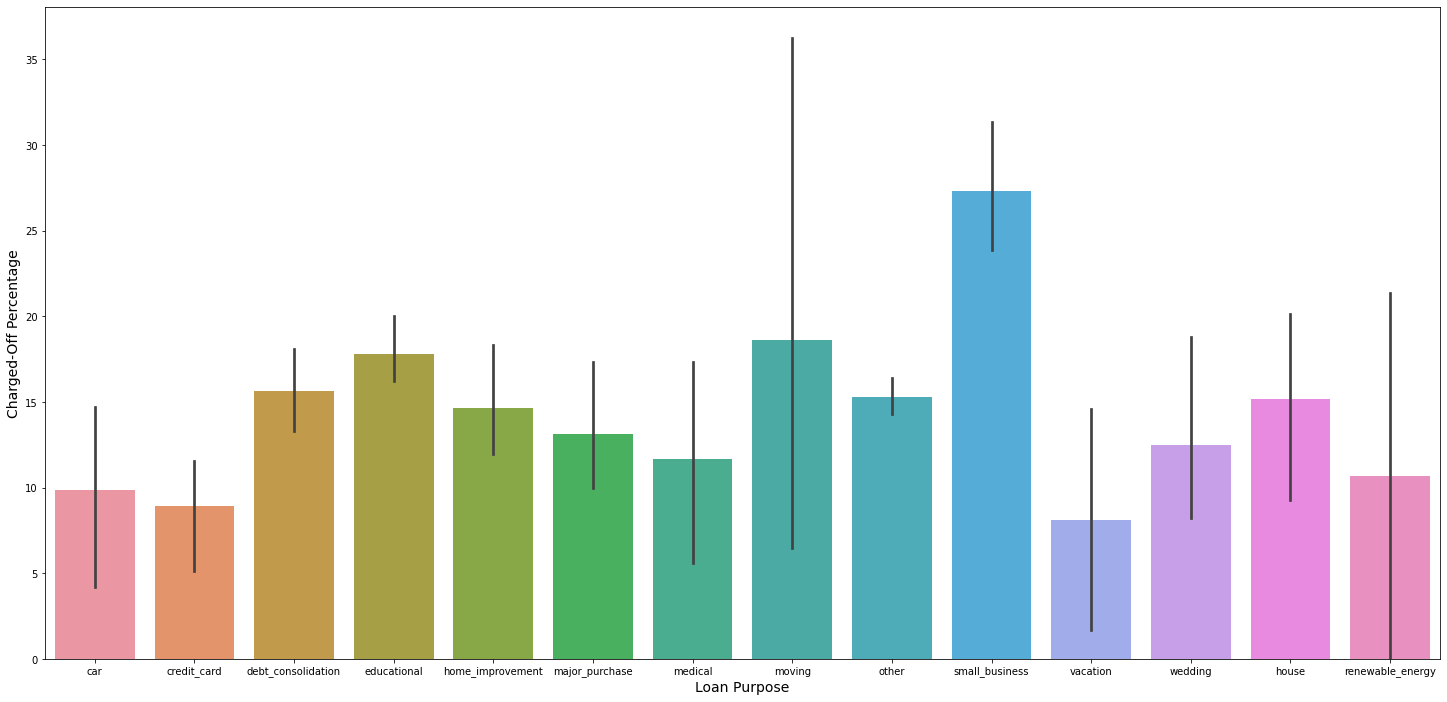 Charged-Off Percentage
35
30
25
20
15
10
5
0
car credit_card debt_consolidation educational home_improvement major_purchase medical moving other small_business vacation wedding house renewable_energy
Loan Purpose